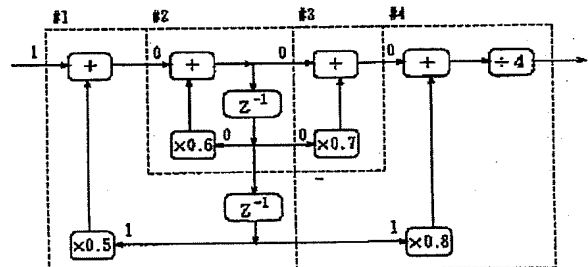 #1 #2 #3 #4
1 + 0 + 0 + 0 + ÷4
Z⁻¹
×0.6 0 0 ×0.7
Z⁻¹
×0.5 1 1 ×0.8